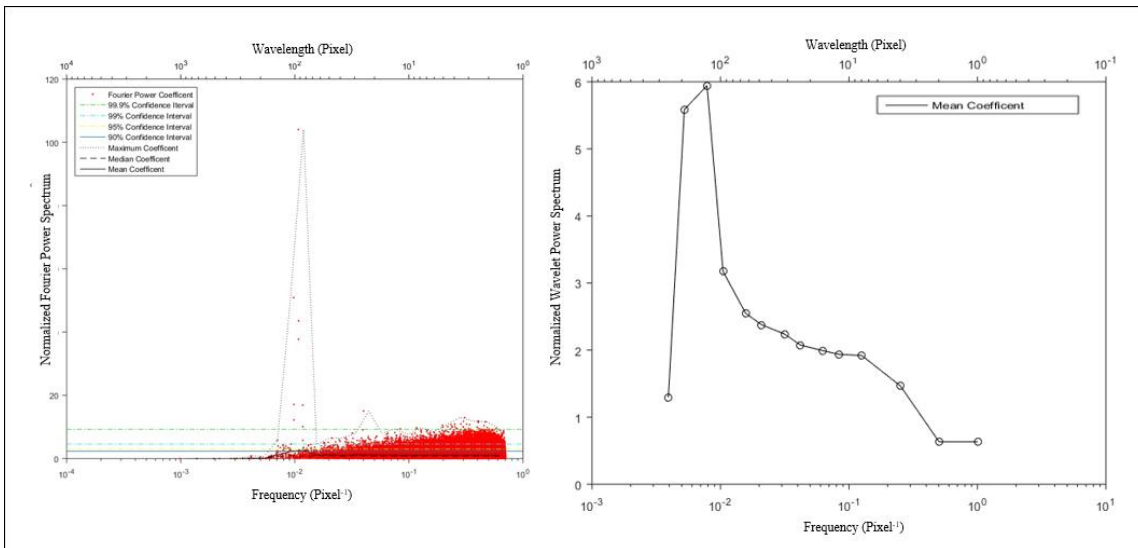 Wavelength (Pixel)
10⁴ 10³ 10² 10¹ 10⁰
120
100
20
0
Normalized Fourier Power Spectrum
Fourier Power Coefficent
99.9% Confidence Iterval
99% Confidence Interval
95% Confidence Interval
90% Confidence Interval
Maximum Coefficent
Median Coefficent
Mean Coefficent
10⁻⁴ 10⁻³ 10⁻² 10⁻¹ 10⁰
Frequency (Pixel⁻¹)
Wavelength (Pixel)
10³ 10² 10¹ 10⁰ 10⁻¹
6
5
4
3
2
1
0
Normalized Wavelet Power Spectrum
Mean Coefficent
10⁻³ 10⁻² 10⁻¹ 10⁰ 10¹
Frequency (Pixel⁻¹)